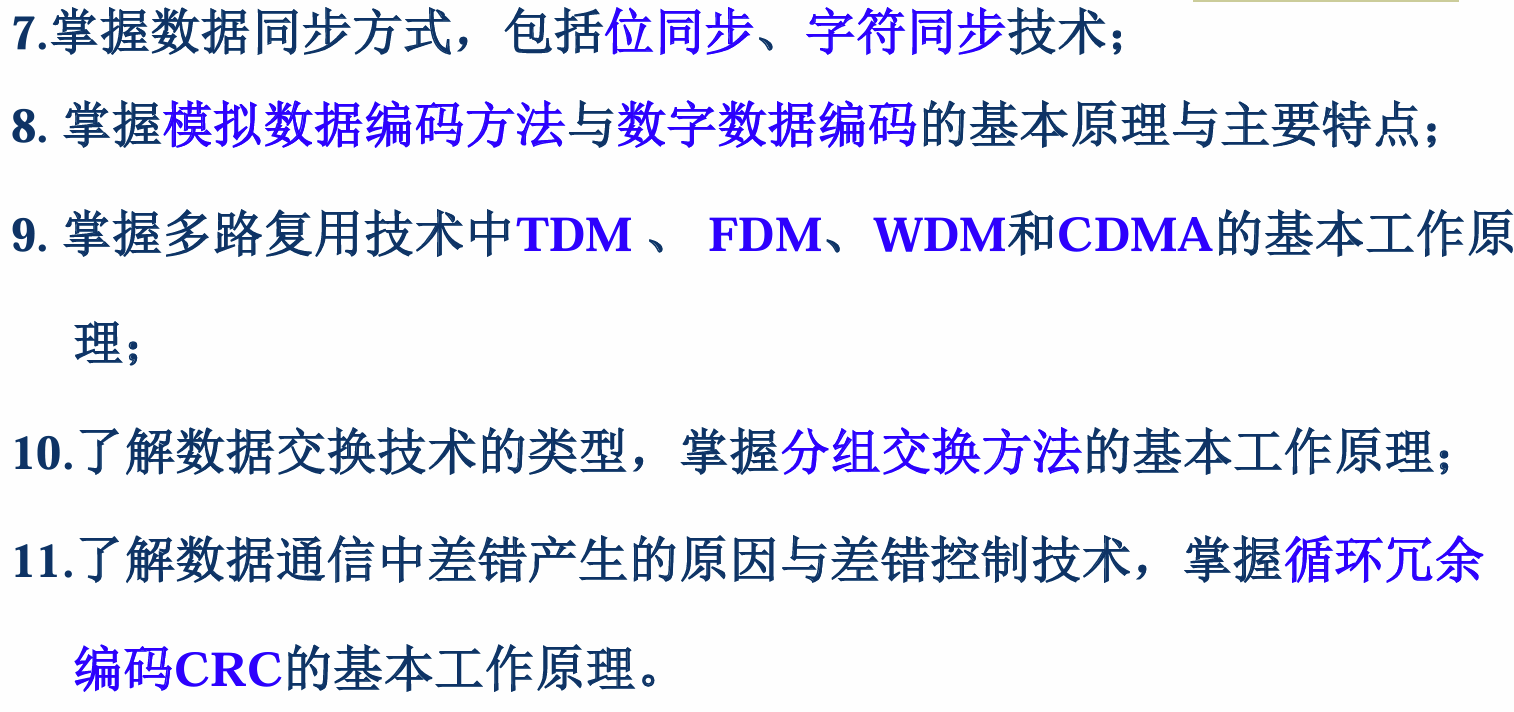 7.掌握数据同步方式，包括位同步、字符同步技术；
8. 掌握模拟数据编码方法与数字数据编码的基本原理与主要特点；
9. 掌握多路复用技术中TDM 、 FDM、WDM和CDMA的基本工作原
理；
10.了解数据交换技术的类型，掌握分组交换方法的基本工作原理；
11.了解数据通信中差错产生的原因与差错控制技术，掌握循环冗余
编码CRC的基本工作原理。